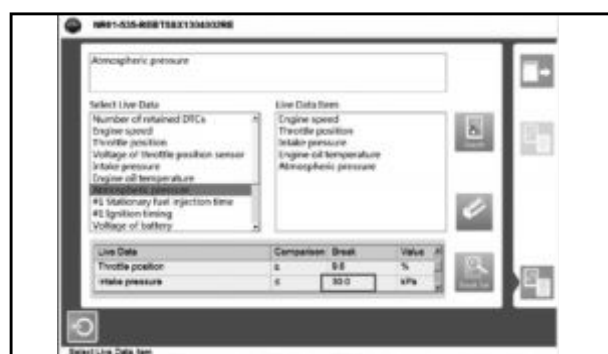 Atmospheric pressure
Select Live Data
Number of retained DTCs
Engine speed
Throttle position
Voltage of throttle position sensor
Intake pressure
Engine oil temperature
Atmospheric pressure
#1 Stationary fuel injection time
#1 Ignition timing
Voltage of battery
Live Data Item
Engine speed
Throttle position
Intake pressure
Engine oil temperature
Atmospheric pressure
Live Data Comparison Break Value
Throttle position %
Intake pressure ≤ 30.0 kPa
Select Live Data Item